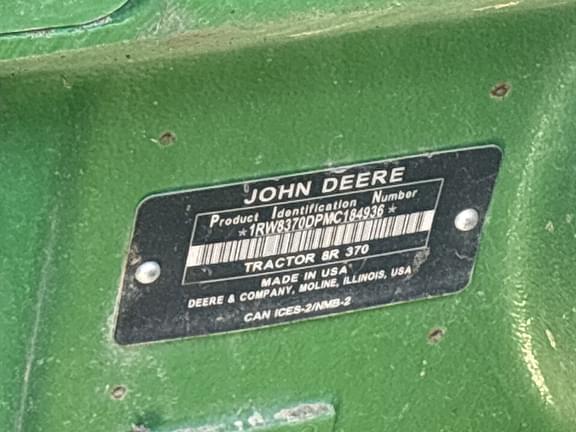 JOHN DEERE
Product Identification Number
*1RW8370DPMC184936*
TRACTOR 8R 370
MADE IN USA
DEERE & COMPANY, MOLINE, ILLINOIS, USA
CAN ICES-2/NMB-2